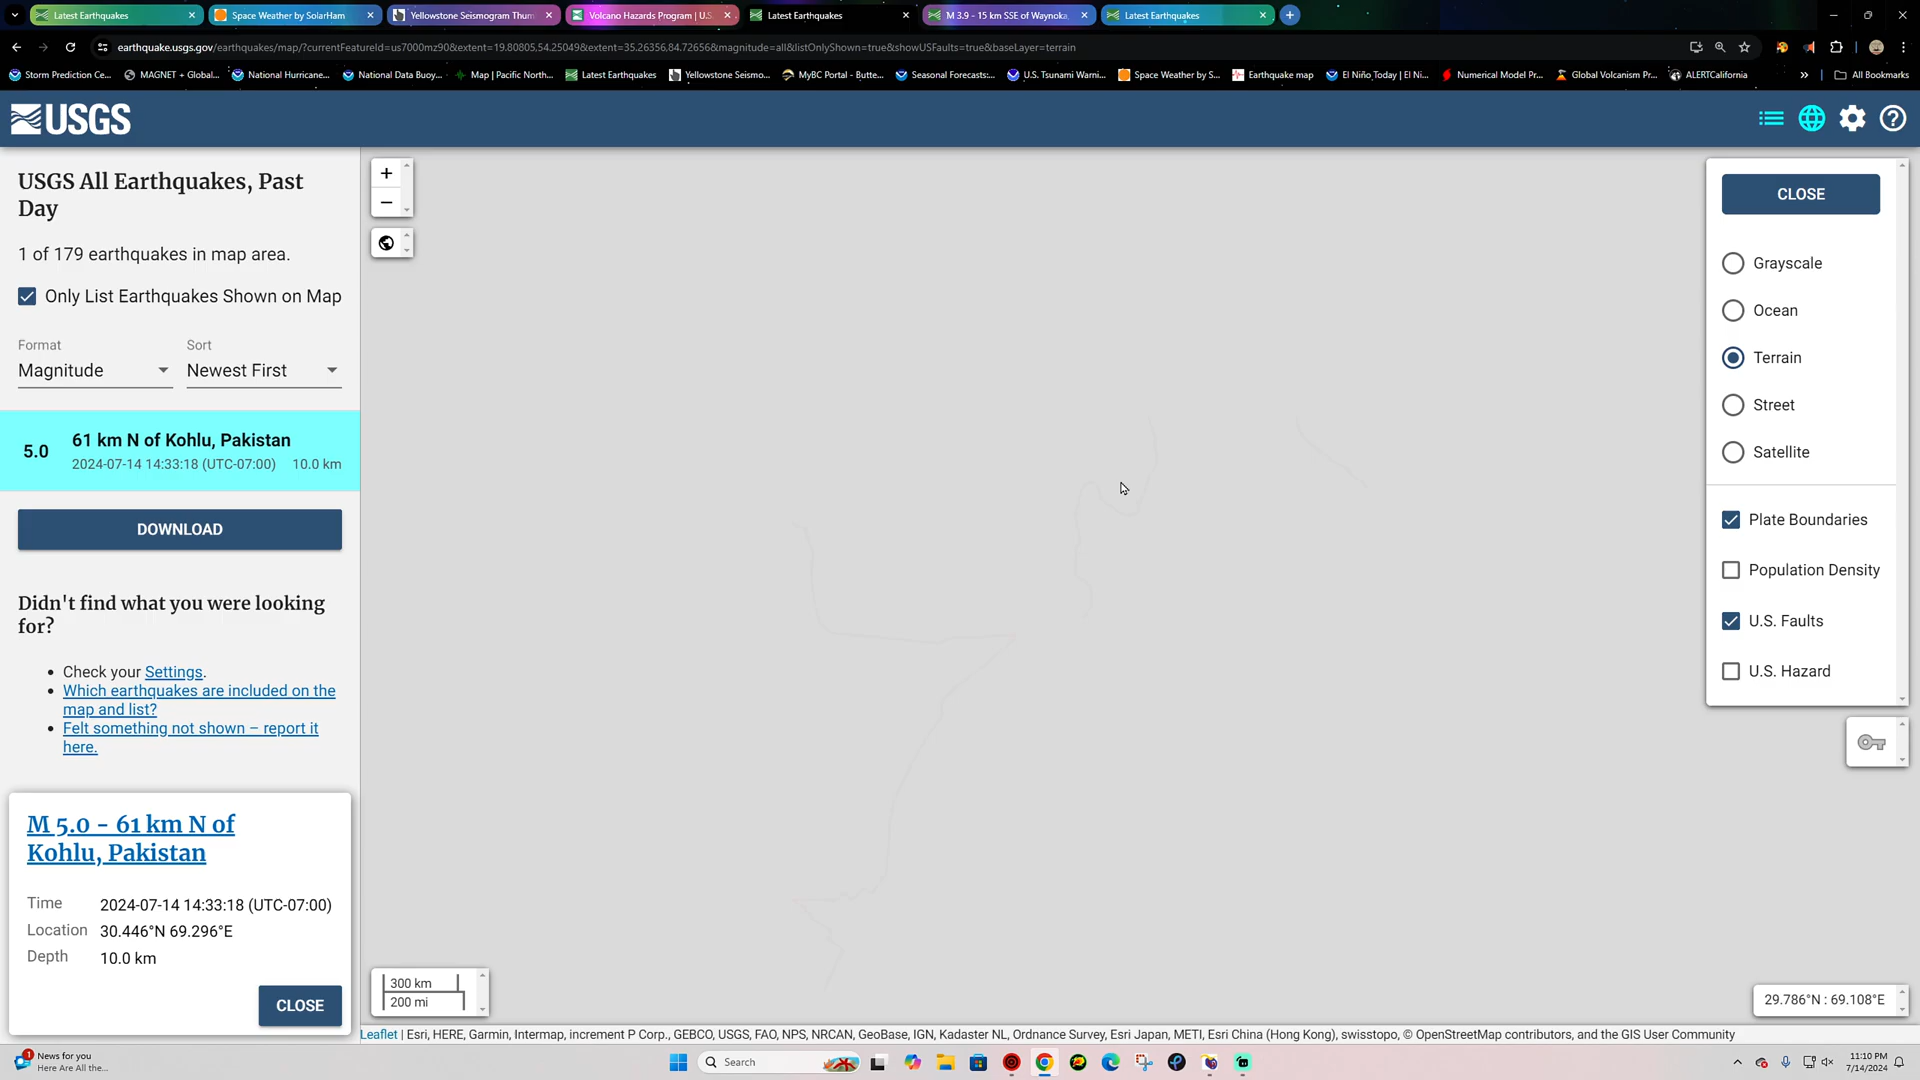 Latest Earthquakes
Space Weather by SolarHam
Yellowstone Seismogram Thum
Volcano Hazards Program | U.S.
Latest Earthquakes
M 3.9 - 15 km SSE of Waynoka,
Latest Earthquakes
earthquake.usgs.gov/earthquakes/map/?currentFeatureId=us7000mz90&extent=19.80805,54.25049&extent=35.26356,84.72656&magnitude=all&listOnlyShown=true&showUSFaults=true&baseLayer=terrain
Storm Prediction Ce...
MAGNET + Global...
National Hurricane...
National Data Buoy...
Map | Pacific North...
Latest Earthquakes
Yellowstone Seismo...
MyBC Portal - Butte...
Seasonal Forecasts:...
U.S. Tsunami Warni...
Space Weather by S...
Earthquake map
El Niño Today | El Ni...
Numerical Model Pr...
Global Volcanism Pr...
ALERTCalifornia
All Bookmarks
USGS
USGS All Earthquakes, Past
Day
1 of 179 earthquakes in map area.
Only List Earthquakes Shown on Map
Format
Sort
Magnitude
Newest First
5.0
61 km N of Kohlu, Pakistan
2024-07-14 14:33:18 (UTC-07:00) 10.0 km
DOWNLOAD
Didn't find what you were looking
for?
Check your Settings.
Which earthquakes are included on the
map and list?
Felt something not shown – report it
here.
M 5.0 - 61 km N of
Kohlu, Pakistan
Time 2024-07-14 14:33:18 (UTC-07:00)
Location 30.446°N 69.296°E
Depth 10.0 km
CLOSE
+
−
300 km
200 mi
CLOSE
Grayscale
Ocean
Terrain
Street
Satellite
Plate Boundaries
Population Density
U.S. Faults
U.S. Hazard
29.786°N : 69.108°E
Leaflet | Esri, HERE, Garmin, Intermap, increment P Corp., GEBCO, USGS, FAO, NPS, NRCAN, GeoBase, IGN, Kadaster NL, Ordnance Survey, Esri Japan, METI, Esri China (Hong Kong), swisstopo, © OpenStreetMap contributors, and the GIS User Community
1
News for you
Here Are All the...
Search
11:10 PM
7/14/2024